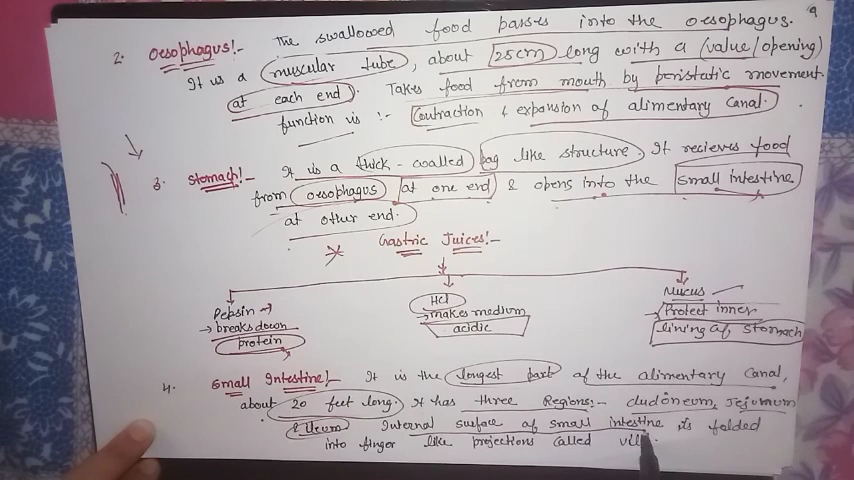 9
2. Oesophagus!- The swallowed food passes into the oesophagus.
It is a muscular tube, about 25cm long with a (value/opening)
at each end. Takes food from mouth by peristatic movement.
function is :- Contraction & expansion of alimentary canal.
3. Stomach!- It is a thick-walled bag like structure. It recieves food
from oesophagus at one end & opens into the small intestine
at other end.
Gastric Juices!-
Pepsin → HCl Mucus
→ breaks down → makes medium → Protect inner
protein acidic lining of stomach
4. Small Intestine!- It is the longest part of the alimentary canal,
about 20 feet long. It has three Regions:- dudoneum, Jejunum
& Ileum. Internal surface of small intestine is folded
into finger like projections called